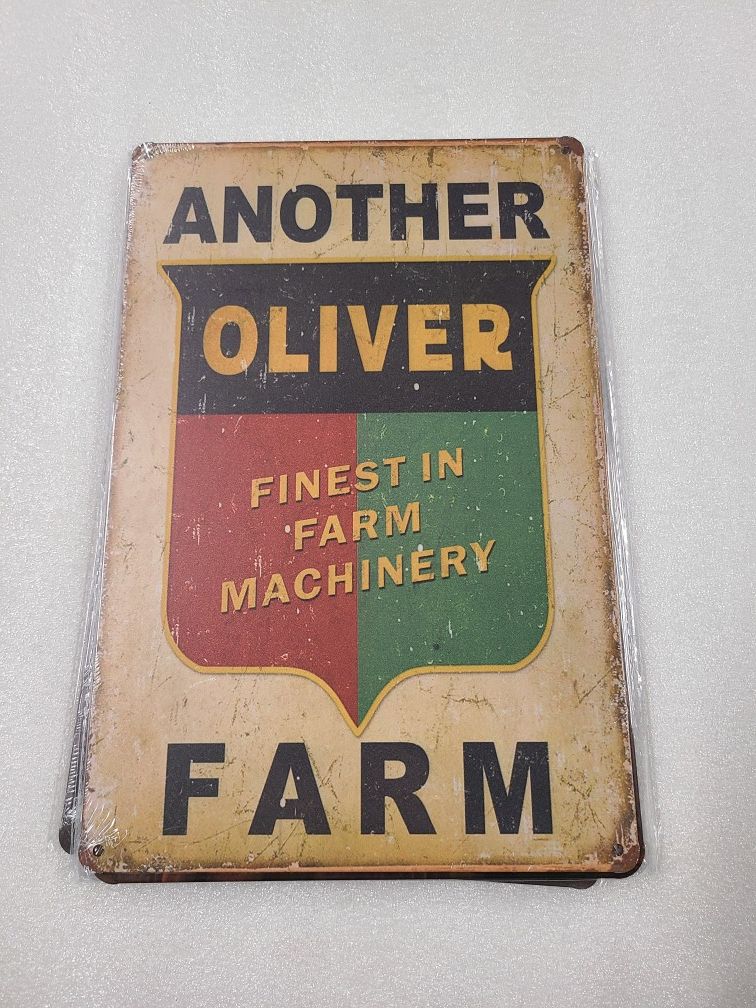 ANOTHER
OLIVER
FINEST IN
FARM
MACHINERY
FARM